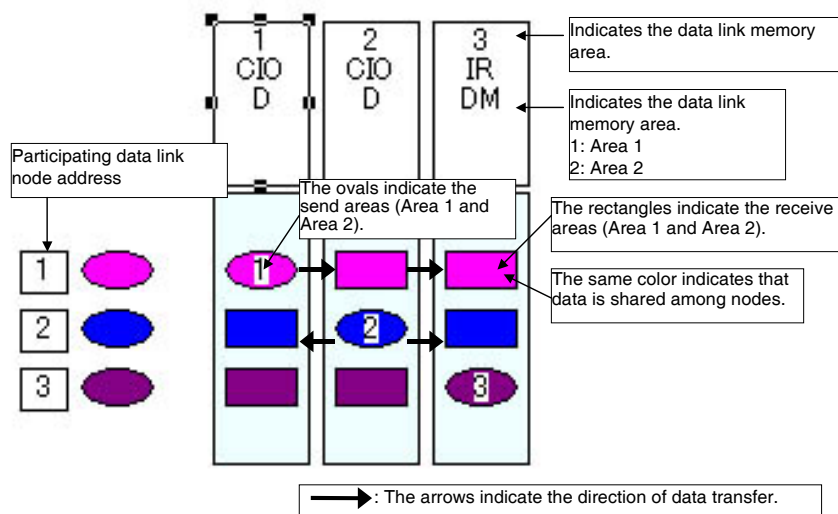 1
CIO
D
2
CIO
D
3
IR
DM
Indicates the data link memory
area.
Indicates the data link
memory area.
1: Area 1
2: Area 2
Participating data link
node address
The ovals indicate the
send areas (Area 1 and
Area 2).
The rectangles indicate the receive
areas (Area 1 and Area 2).
The same color indicates that
data is shared among nodes.
1
1
2
2
3
3
: The arrows indicate the direction of data transfer.